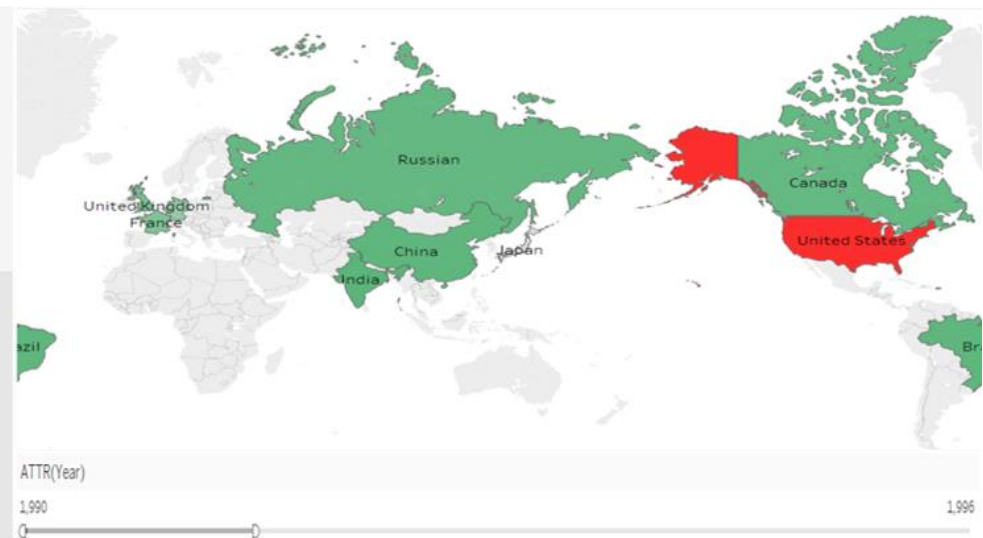 Russian
Canada
United Kingdom
France
United States
China
Japan
India
azil
Bra
ATTR(Year)
1,990
1,996